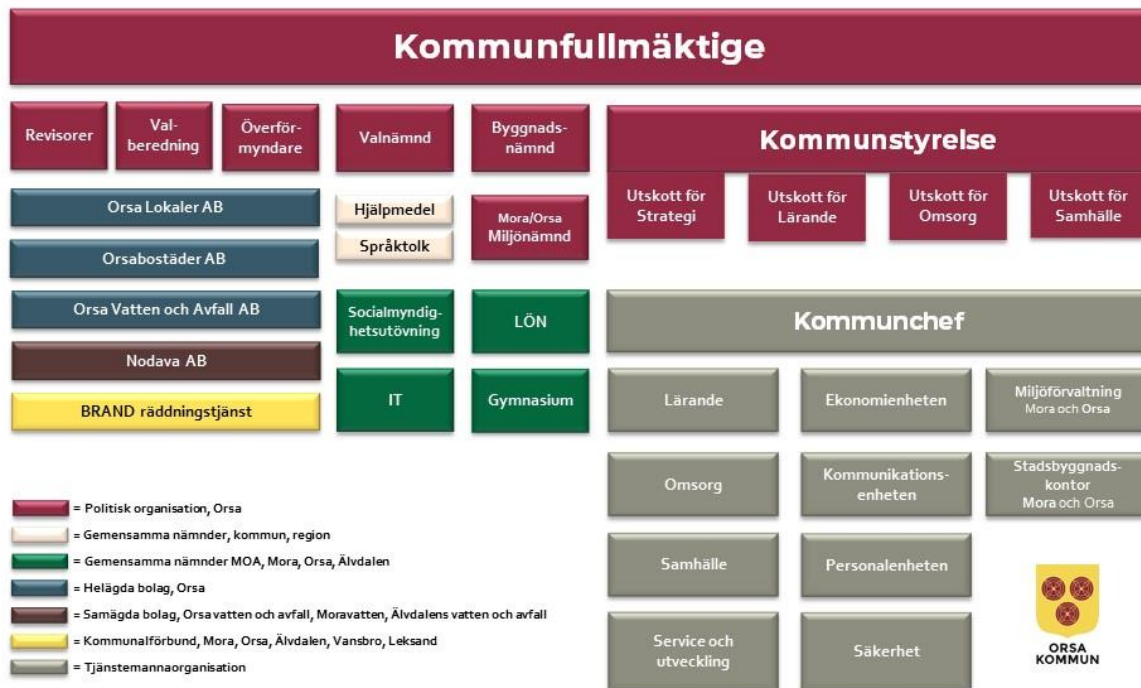 Kommunfullmäktige
Revisorer
Val-
beredning
Överför-
myndare
Valnämnd
Byggnads-
nämnd
Kommunstyrelse
Utskott för
Strategi
Utskott för
Lärande
Utskott för
Omsorg
Utskott för
Samhälle
Orsa Lokaler AB
Orsabostäder AB
Orsa Vatten och Avfall AB
Nodava AB
BRAND räddningstjänst
Hjälpmedel
Språktolk
Mora/Orsa
Miljönämnd
Socialmyndig-
hetsutövning
LÖN
IT
Gymnasium
Kommunchef
Lärande
Ekonomienheten
Miljöförvaltning
Mora och Orsa
Omsorg
Kommunikations-
enheten
Stadsbyggnads-
kontor
Mora och Orsa
Samhälle
Personalenheten
Service och
utveckling
Säkerhet
= Politisk organisation, Orsa
= Gemensamma nämnder, kommun, region
= Gemensamma nämnder MOA, Mora, Orsa, Älvdalen
= Helägda bolag, Orsa
= Samägda bolag, Orsa vatten och avfall, Moravatten, Älvdalens vatten och avfall
= Kommunalförbund, Mora, Orsa, Älvdalen, Vansbro, Leksand
= Tjänstemannaorganisation
ORSA
KOMMUN